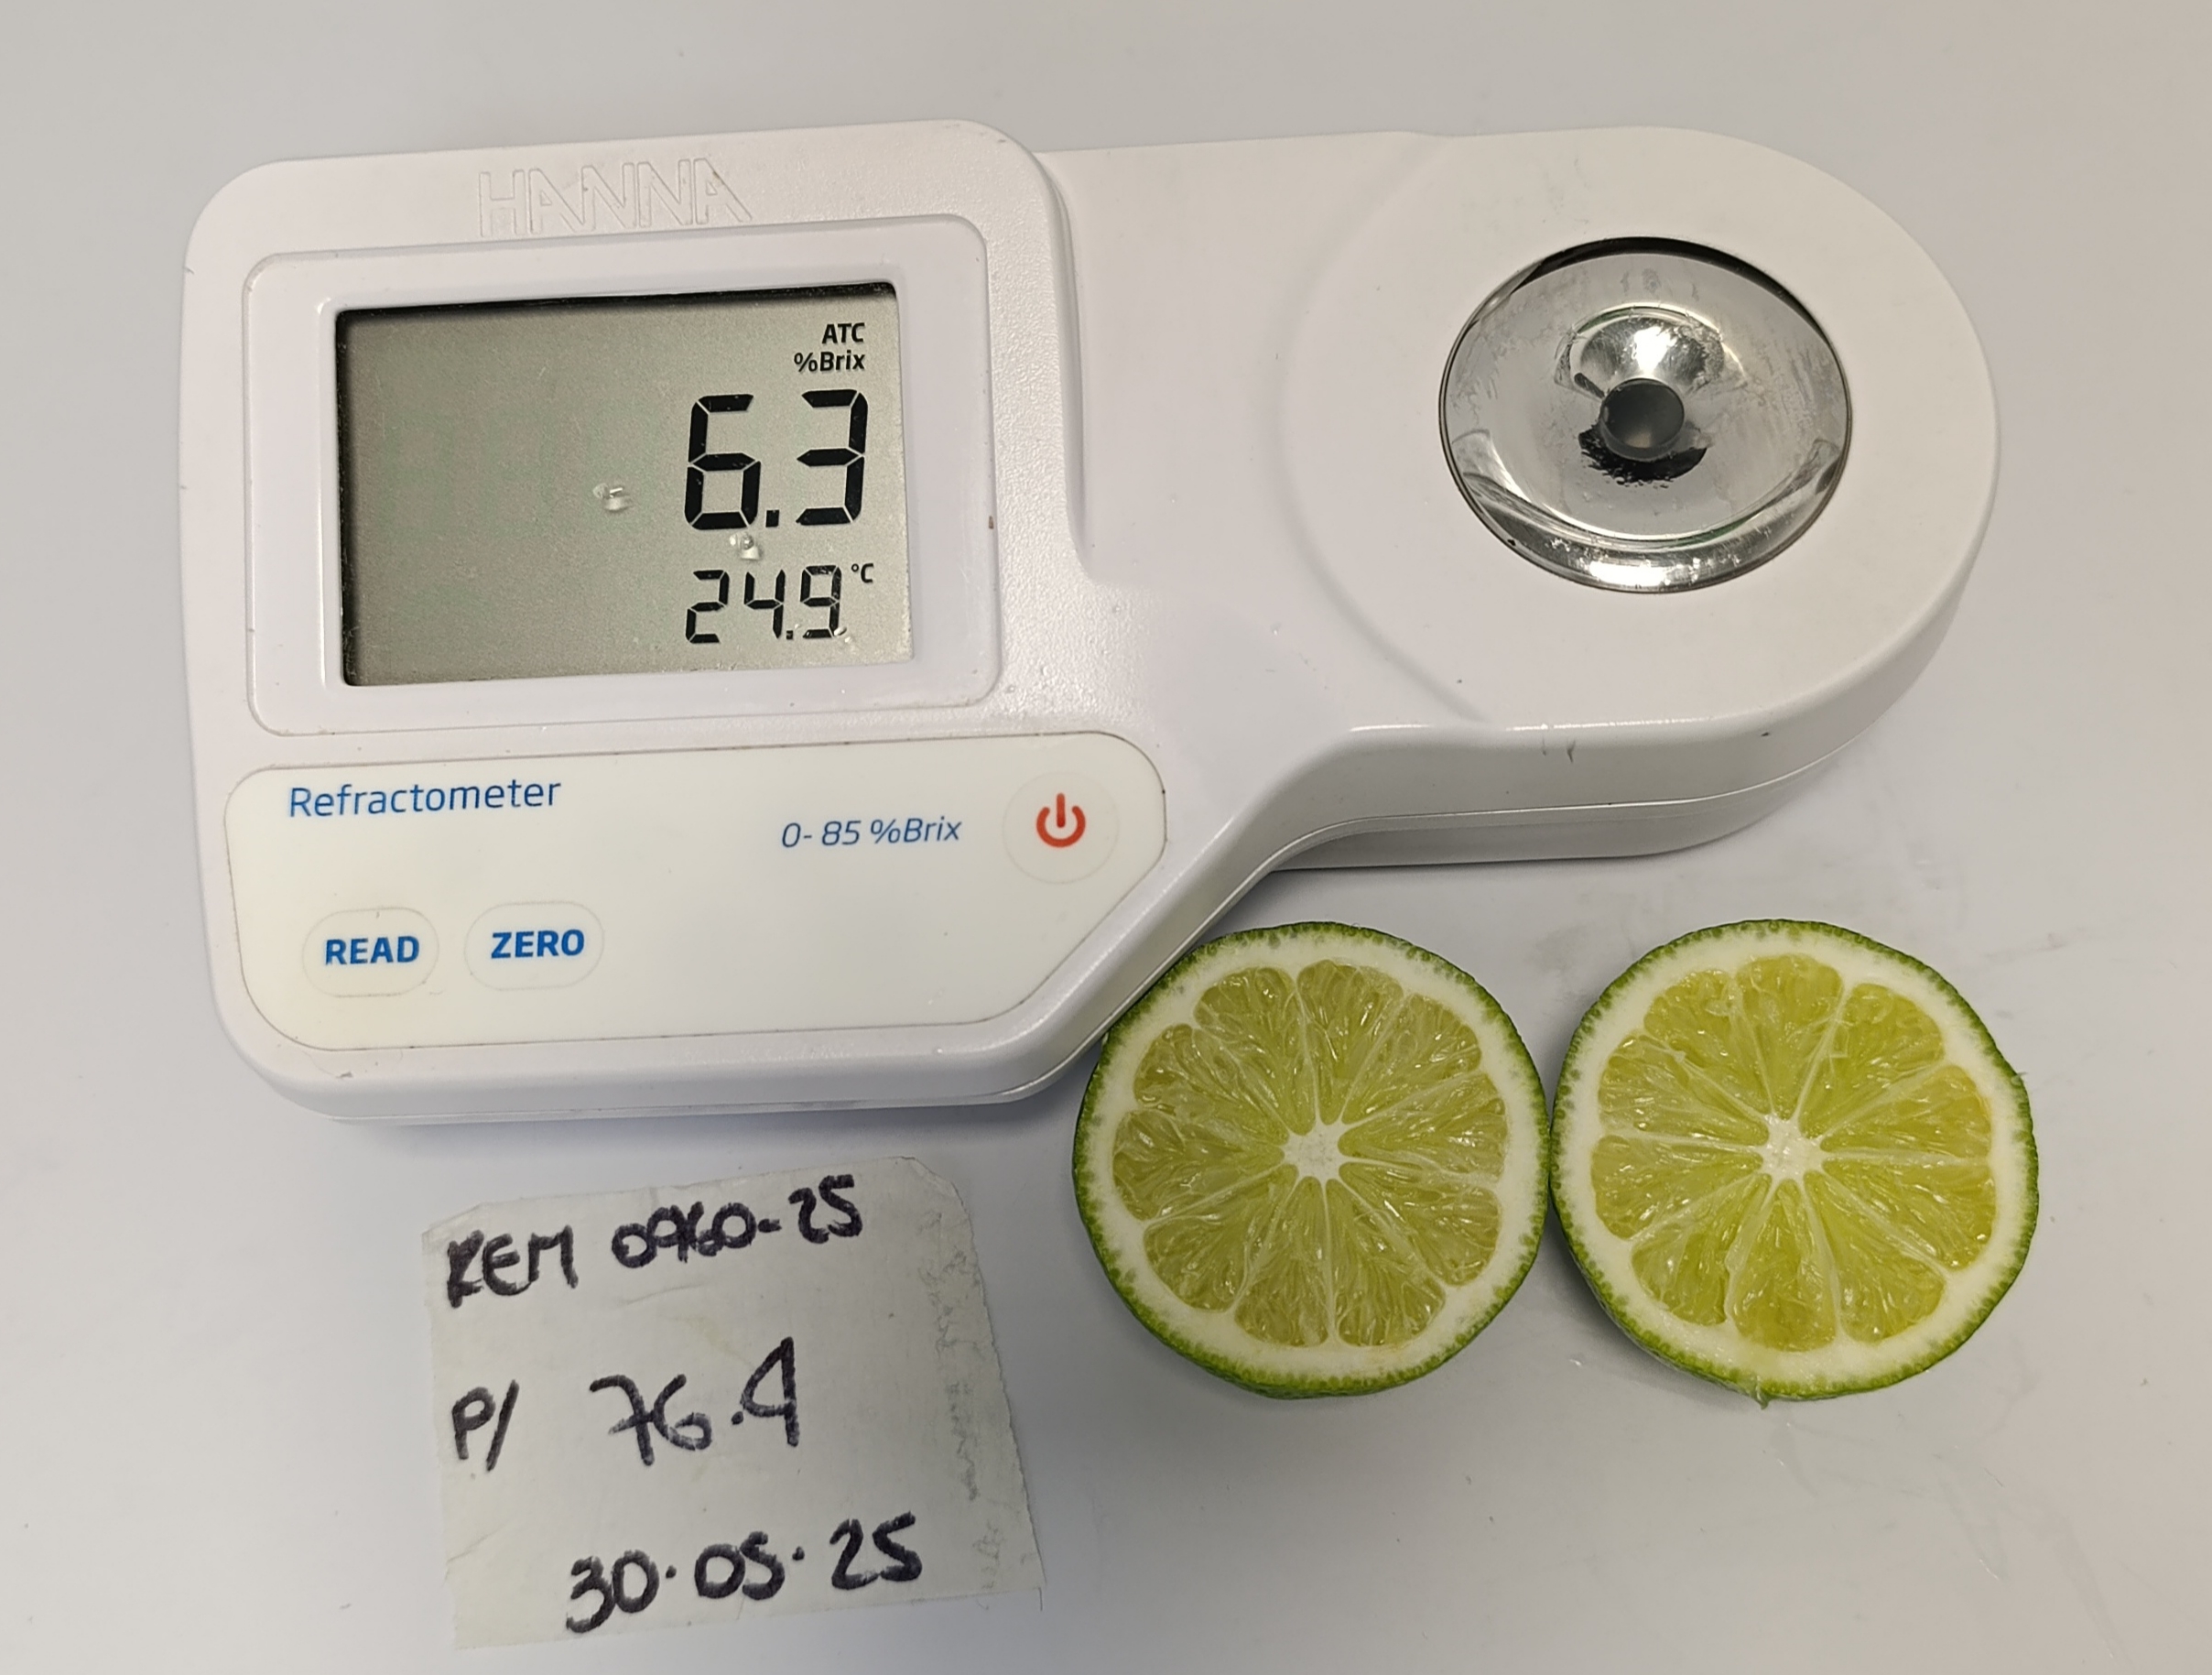 HANNA
ATC
%Brix
6.3
24.9 °C
Refractometer
0- 85 %Brix
READ ZERO
REM 0960-25
P/ 76.4
30.05.25